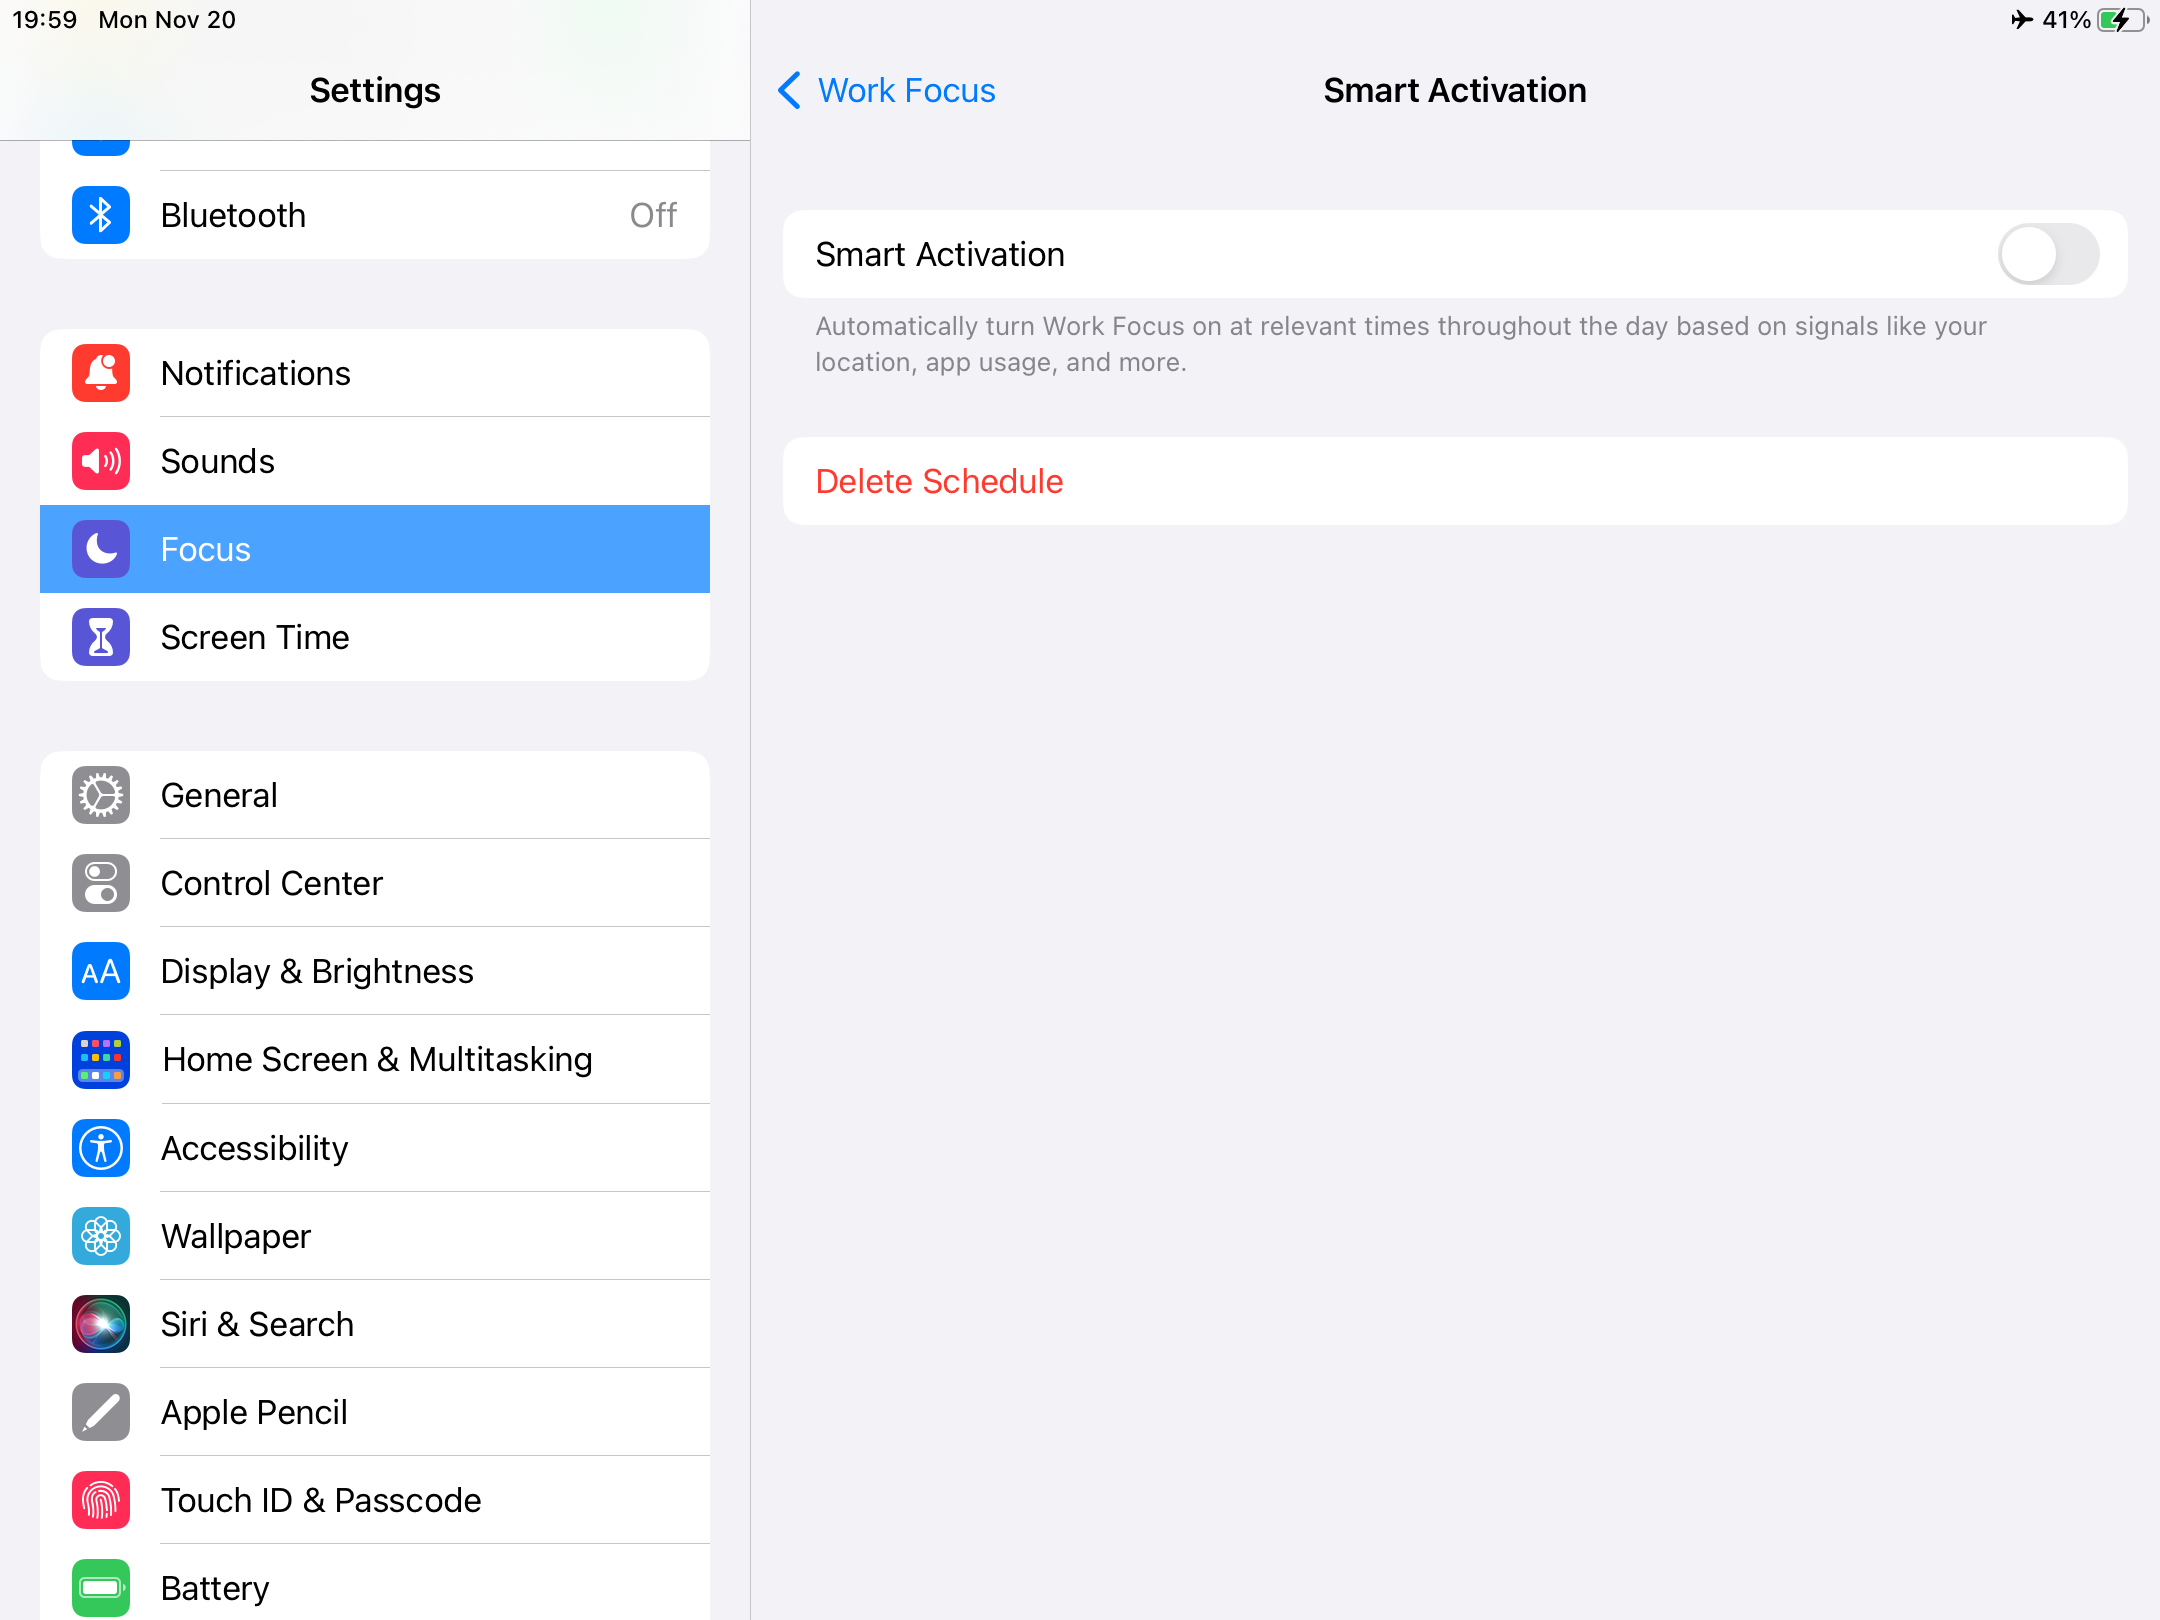 19:59 Mon Nov 20
41%
Settings
Bluetooth Off
Notifications
Sounds
Focus
Screen Time
General
Control Center
Display & Brightness
AA
Home Screen & Multitasking
Accessibility
Wallpaper
Siri & Search
Apple Pencil
Touch ID & Passcode
Battery
Work Focus
Smart Activation
Smart Activation
Automatically turn Work Focus on at relevant times throughout the day based on signals like your
location, app usage, and more.
Delete Schedule